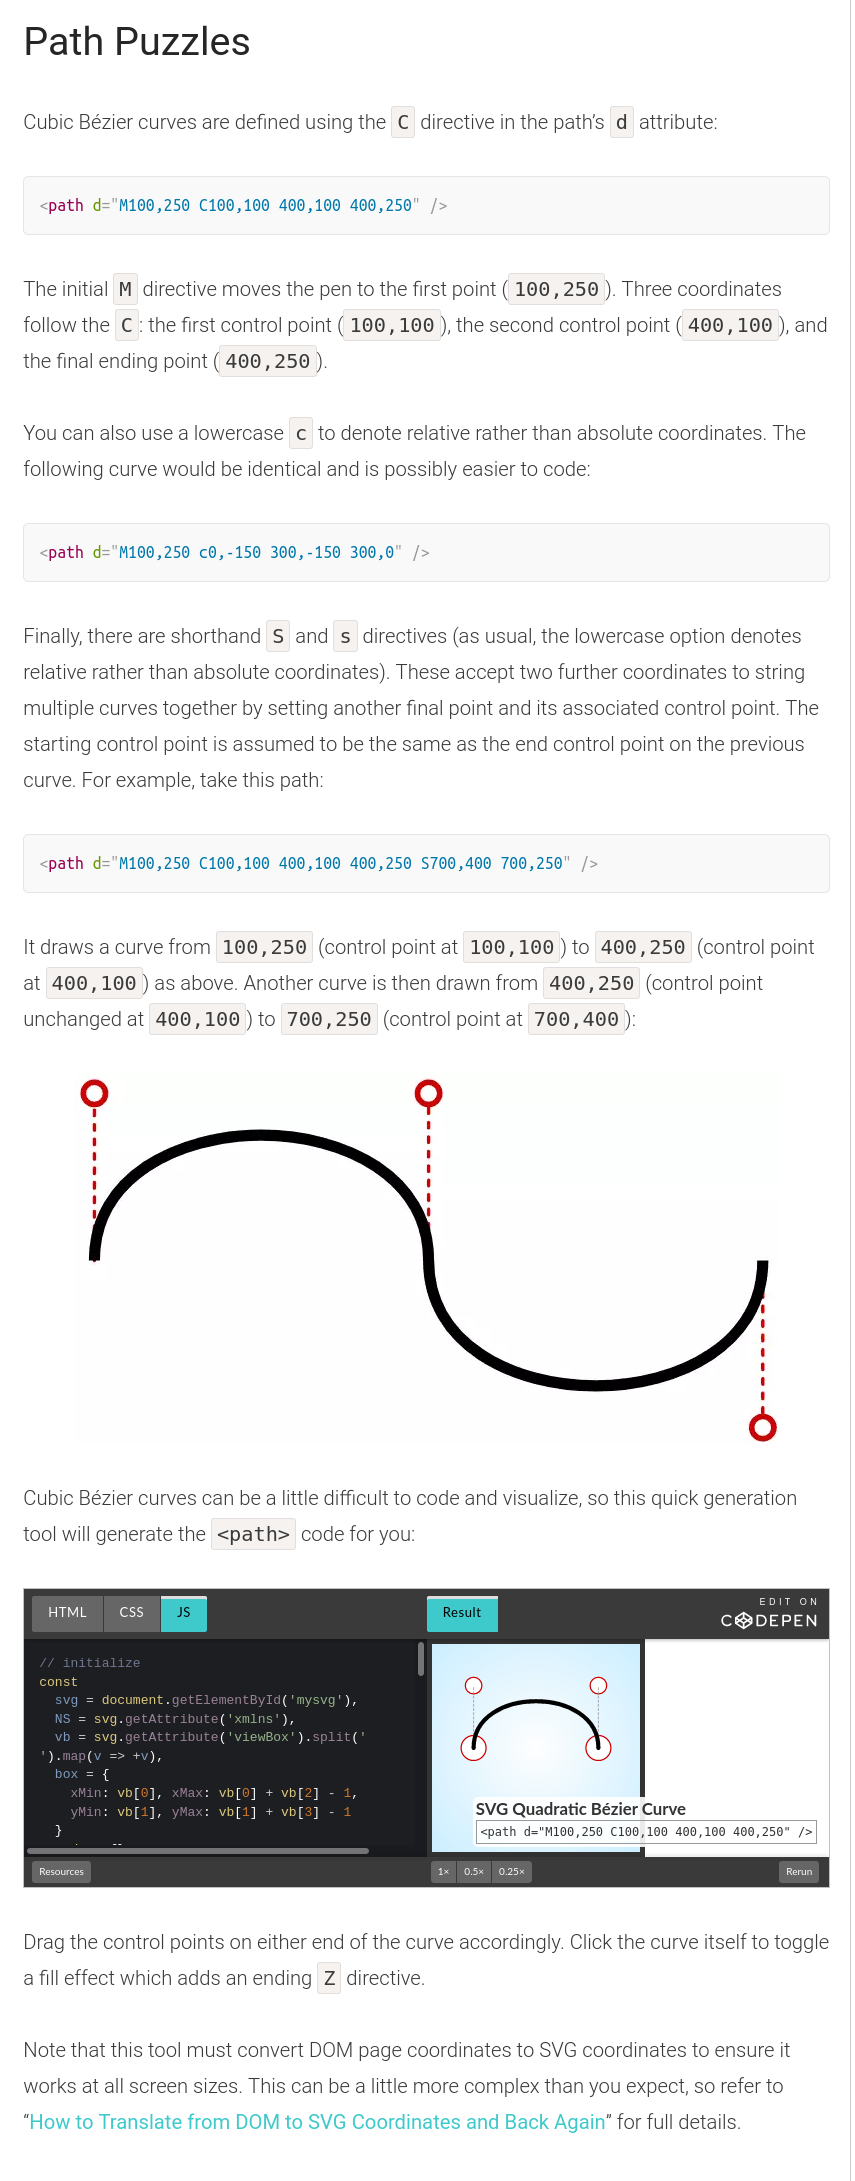 Path Puzzles
Cubic Bézier curves are defined using the C directive in the path’s d attribute:
<path d="M100,250 C100,100 400,100 400,250" />
The initial M directive moves the pen to the first point (100,250). Three coordinates
follow the C: the first control point (100,100), the second control point (400,100), and
the final ending point (400,250).
You can also use a lowercase c to denote relative rather than absolute coordinates. The
following curve would be identical and is possibly easier to code:
<path d="M100,250 c0,-150 300,-150 300,0" />
Finally, there are shorthand S and s directives (as usual, the lowercase option denotes
relative rather than absolute coordinates). These accept two further coordinates to string
multiple curves together by setting another final point and its associated control point. The
starting control point is assumed to be the same as the end control point on the previous
curve. For example, take this path:
<path d="M100,250 C100,100 400,100 400,250 S700,400 700,250" />
It draws a curve from 100,250 (control point at 100,100) to 400,250 (control point
at 400,100) as above. Another curve is then drawn from 400,250 (control point
unchanged at 400,100) to 700,250 (control point at 700,400):
Cubic Bézier curves can be a little difficult to code and visualize, so this quick generation
tool will generate the <path> code for you:
HTML CSS JS Result EDIT ON
CODEPEN
// initialize
const
svg = document.getElementById('mysvg'),
NS = svg.getAttribute('xmlns'),
vb = svg.getAttribute('viewBox').split('
').map(v => +v),
box = {
xMin: vb[0], xMax: vb[0] + vb[2] - 1,
yMin: vb[1], yMax: vb[1] + vb[3] - 1
}
SVG Quadratic Bézier Curve
<path d="M100,250 C100,100 400,100 400,250" />
Resources 1× 0.5× 0.25× Rerun
Drag the control points on either end of the curve accordingly. Click the curve itself to toggle
a fill effect which adds an ending Z directive.
Note that this tool must convert DOM page coordinates to SVG coordinates to ensure it
works at all screen sizes. This can be a little more complex than you expect, so refer to
“How to Translate from DOM to SVG Coordinates and Back Again” for full details.